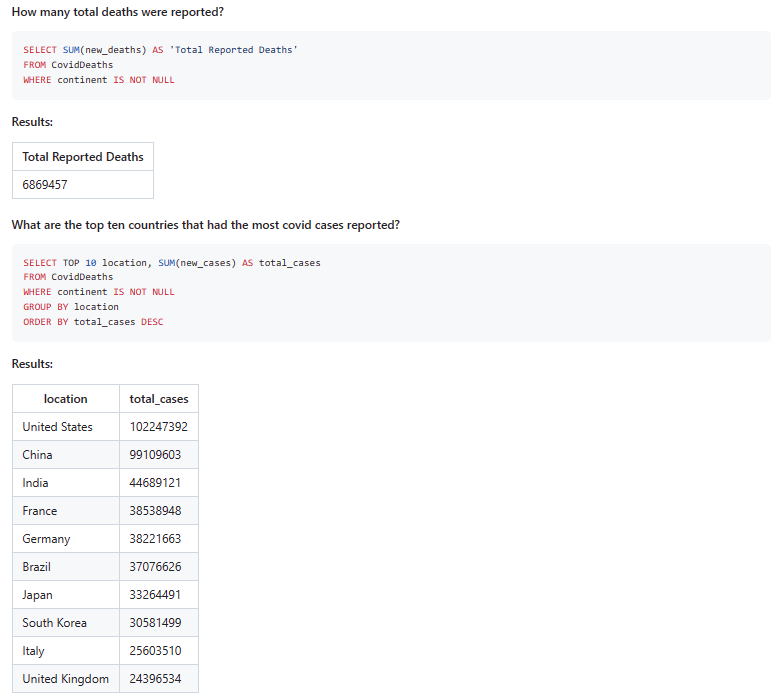 How many total deaths were reported?
SELECT SUM(new_deaths) AS 'Total Reported Deaths'
FROM CovidDeaths
WHERE continent IS NOT NULL
Results:
Total Reported Deaths
6869457
What are the top ten countries that had the most covid cases reported?
SELECT TOP 10 location, SUM(new_cases) AS total_cases
FROM CovidDeaths
WHERE continent IS NOT NULL
GROUP BY location
ORDER BY total_cases DESC
Results:
location total_cases
United States 102247392
China 99109603
India 44689121
France 38538948
Germany 38221663
Brazil 37076626
Japan 33264491
South Korea 30581499
Italy 25603510
United Kingdom 24396534